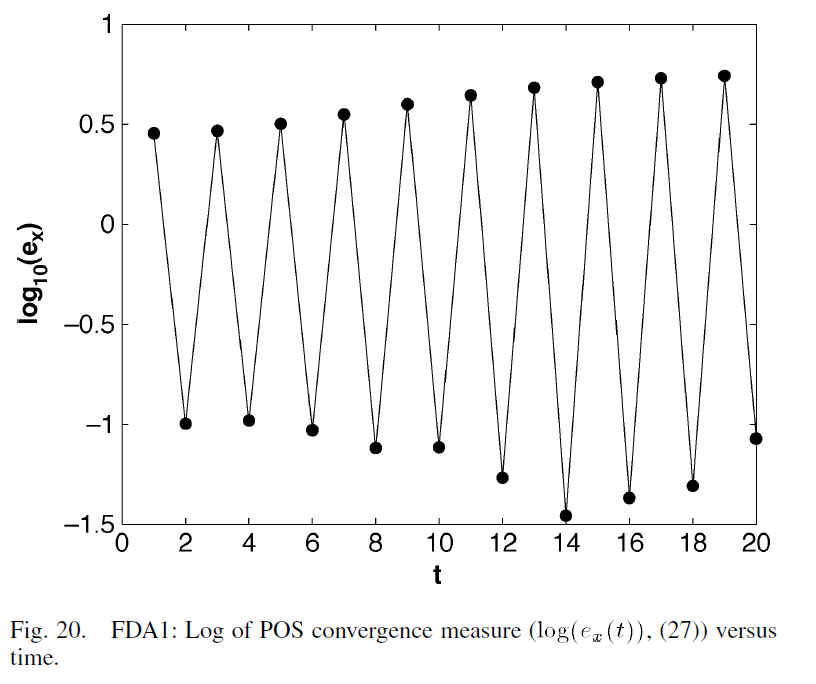 1
0.5
0
−0.5
−1
−1.5
log10(ex)
0 2 4 6 8 10 12 14 16 18 20
t
Fig. 20. FDA1: Log of POS convergence measure (log(ex(t)), (27)) versus
time.